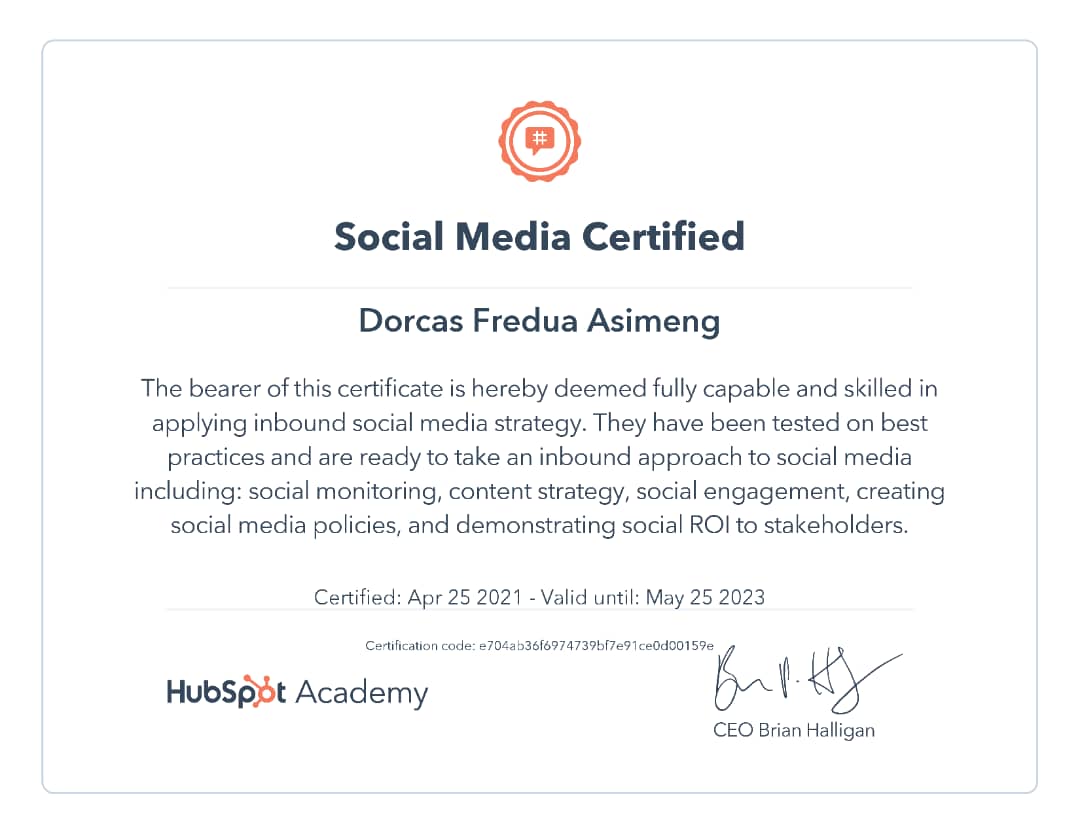 #
Social Media Certified
Dorcas Fredua Asimeng
The bearer of this certificate is hereby deemed fully capable and skilled in
applying inbound social media strategy. They have been tested on best
practices and are ready to take an inbound approach to social media
including: social monitoring, content strategy, social engagement, creating
social media policies, and demonstrating social ROI to stakeholders.
Certified: Apr 25 2021 - Valid until: May 25 2023
Certification code: e704ab36f6974739bf7e91ce0d00159e
HubSpot Academy
CEO Brian Halligan